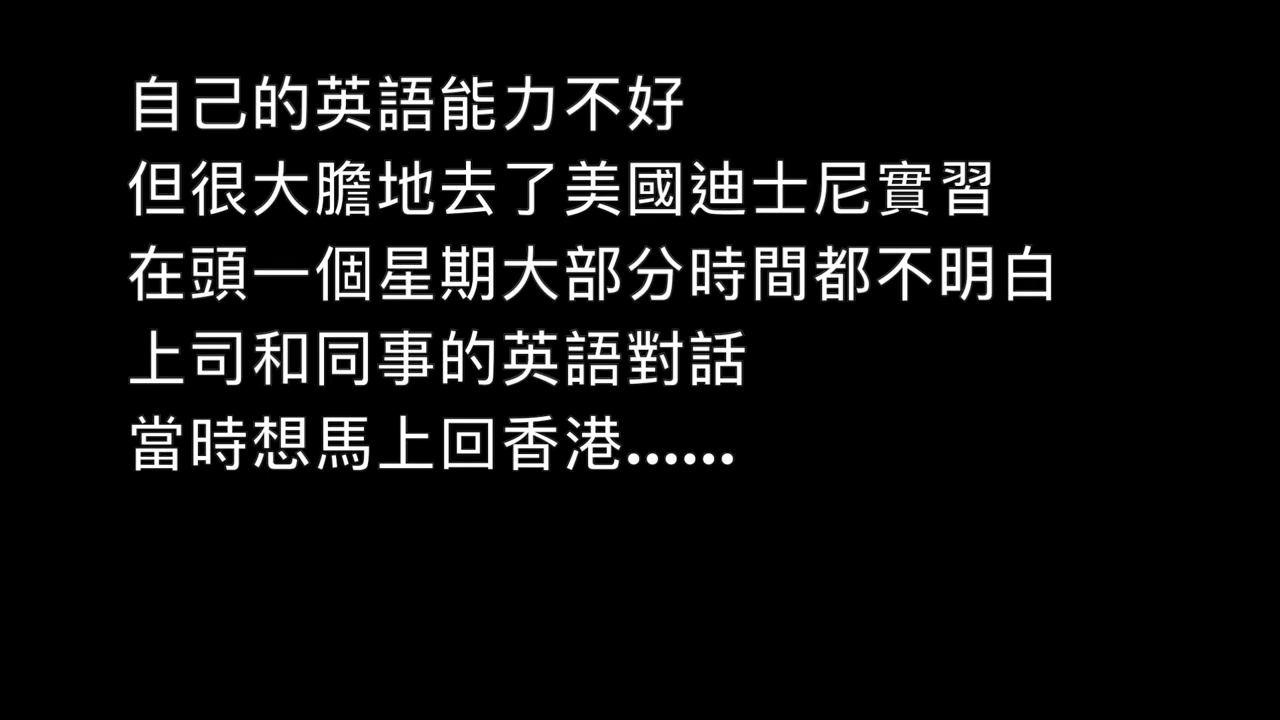 自己的英語能力不好
但很大膽地去了美國迪士尼實習
在頭一個星期大部分時間都不明白
上司和同事的英語對話
當時想馬上回香港......